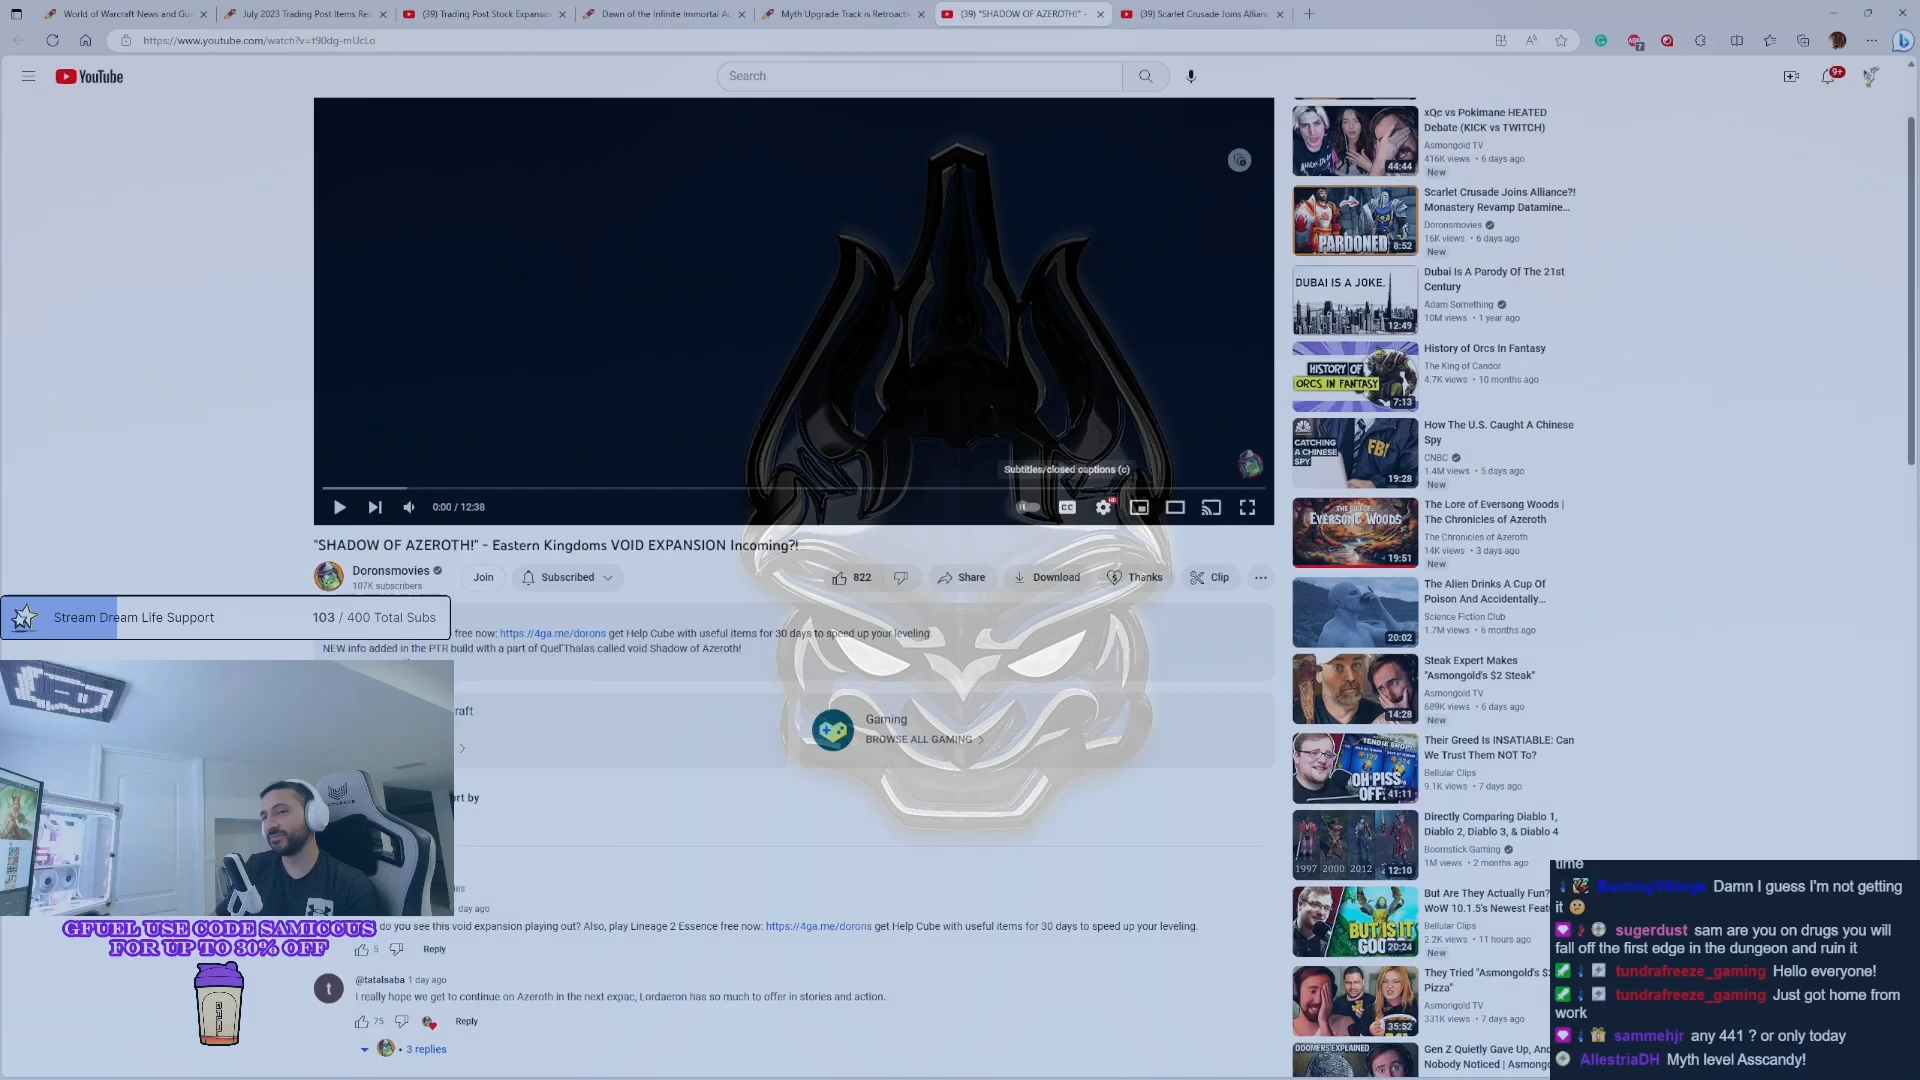 World of Warcraft News and Gu
July 2023 Trading Post Items Rev
(39) Trading Post Stock Expansio
Dawn of the Infinite Immortal Ac
Myth Upgrade Track is Retroacti
(39) "SHADOW OF AZEROTH!" -
(39) Scarlet Crusade Joins Allianc
https://www.youtube.com/watch?v=t90dg-mUcLo
7
YouTube
Search
9+
Subtitles/closed captions (c)
0:00 / 12:38
CC
HD
"SHADOW OF AZEROTH!" - Eastern Kingdoms VOID EXPANSION Incoming?!
Doronsmovies
107K subscribers
Join
Subscribed
822
Share
Download
Thanks
Clip
Stream Dream Life Support
103 / 400 Total Subs
free now: https://4ga.me/dorons get Help Cube with useful items for 30 days to speed up your leveling
NEW info added in the PTR build with a part of Quel'Thalas called void Shadow of Azeroth!
raft
Gaming
BROWSE ALL GAMING
rt by
ies
day ago
do you see this void expansion playing out? Also, play Lineage 2 Essence free now: https://4ga.me/dorons get Help Cube with useful items for 30 days to speed up your leveling.
5
Reply
GFUEL USE CODE SAMICCUS
FOR UP TO 30% OFF
t
@tatalsaba 1 day ago
I really hope we get to continue on Azeroth in the next expac, Lordaeron has so much to offer in stories and action.
75
Reply
• 3 replies
xQc vs Pokimane HEATED
Debate (KICK vs TWITCH)
Asmongold TV
416K views • 6 days ago
New
44:44
Scarlet Crusade Joins Alliance?!
Monastery Revamp Datamine...
Doronsmovies
16K views • 6 days ago
New
PARDONED
8:52
Dubai Is A Parody Of The 21st
Century
Adam Something
10M views • 1 year ago
DUBAI IS A JOKE.
12:49
History of Orcs In Fantasy
The King of Candor
4.7K views • 10 months ago
HISTORY OF
ORCS IN FANTASY
7:13
How The U.S. Caught A Chinese
Spy
CNBC
1.4M views • 5 days ago
New
CATCHING
A CHINESE
SPY
FBI
19:28
The Lore of Eversong Woods |
The Chronicles of Azeroth
The Chronicles of Azeroth
14K views • 3 days ago
New
THE LORE OF
EVERSONG WOODS
19:51
The Alien Drinks A Cup Of
Poison And Accidentally...
Science Fiction Club
1.7M views • 6 months ago
20:02
Steak Expert Makes
"Asmongold's $2 Steak"
Asmongold TV
689K views • 6 days ago
New
14:28
Their Greed Is INSATIABLE: Can
We Trust Them NOT To?
Bellular Clips
9.1K views • 7 days ago
OH PISS
OFF.
41:11
Directly Comparing Diablo 1,
Diablo 2, Diablo 3, & Diablo 4
Boomstick Gaming
1M views • 2 months ago
1997 2000 2012
12:10
But Are They Actually Fun?
WoW 10.1.5's Newest Featu
Bellular Clips
2.2K views • 11 hours ago
New
BUT IS IT
GOOD
20:24
They Tried "Asmongold's $
Pizza"
Asmongold TV
331K views • 7 days ago
35:52
Gen Z Quietly Gave Up, And
Nobody Noticed | Asmong
DOOMERS EXPLAINED
time
BurningVikings Damn I guess I'm not getting
it
sugerdust sam are you on drugs you will
fall off the first edge in the dungeon and ruin it
tundrafreeze_gaming Hello everyone!
tundrafreeze_gaming Just got home from
work
sammehjr any 441 ? or only today
AllestriaDH Myth level Asscandy!